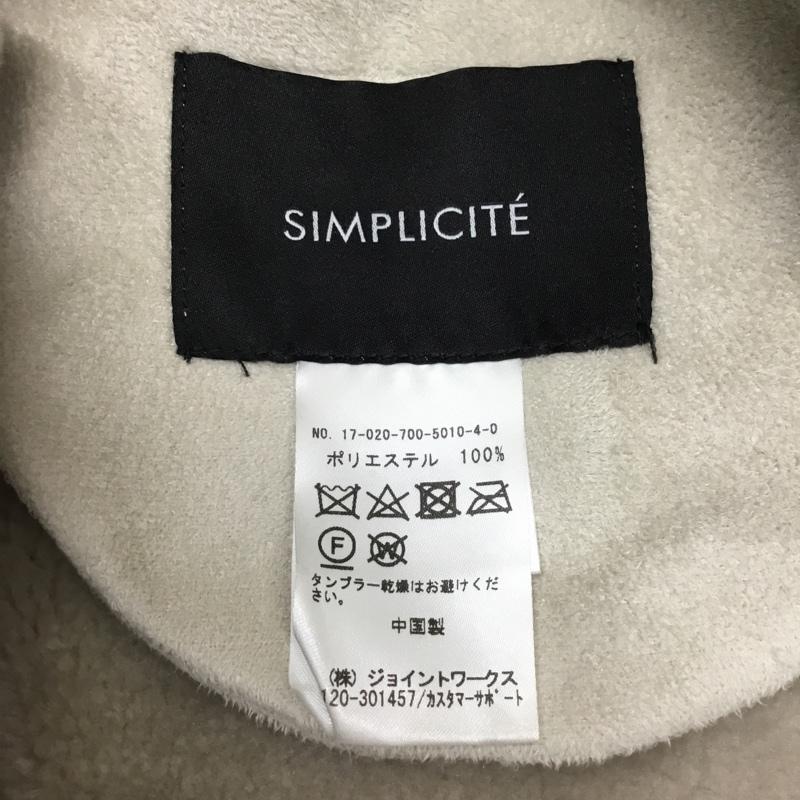 SIMPLICITÉ
NO. 17-020-700-5010-4-0
ポリエステル 100%
F W
タンブラー乾燥はお避けくだ
さい。
中国製
(株) ジョイントワークス
120-301457/カスタマーサポート